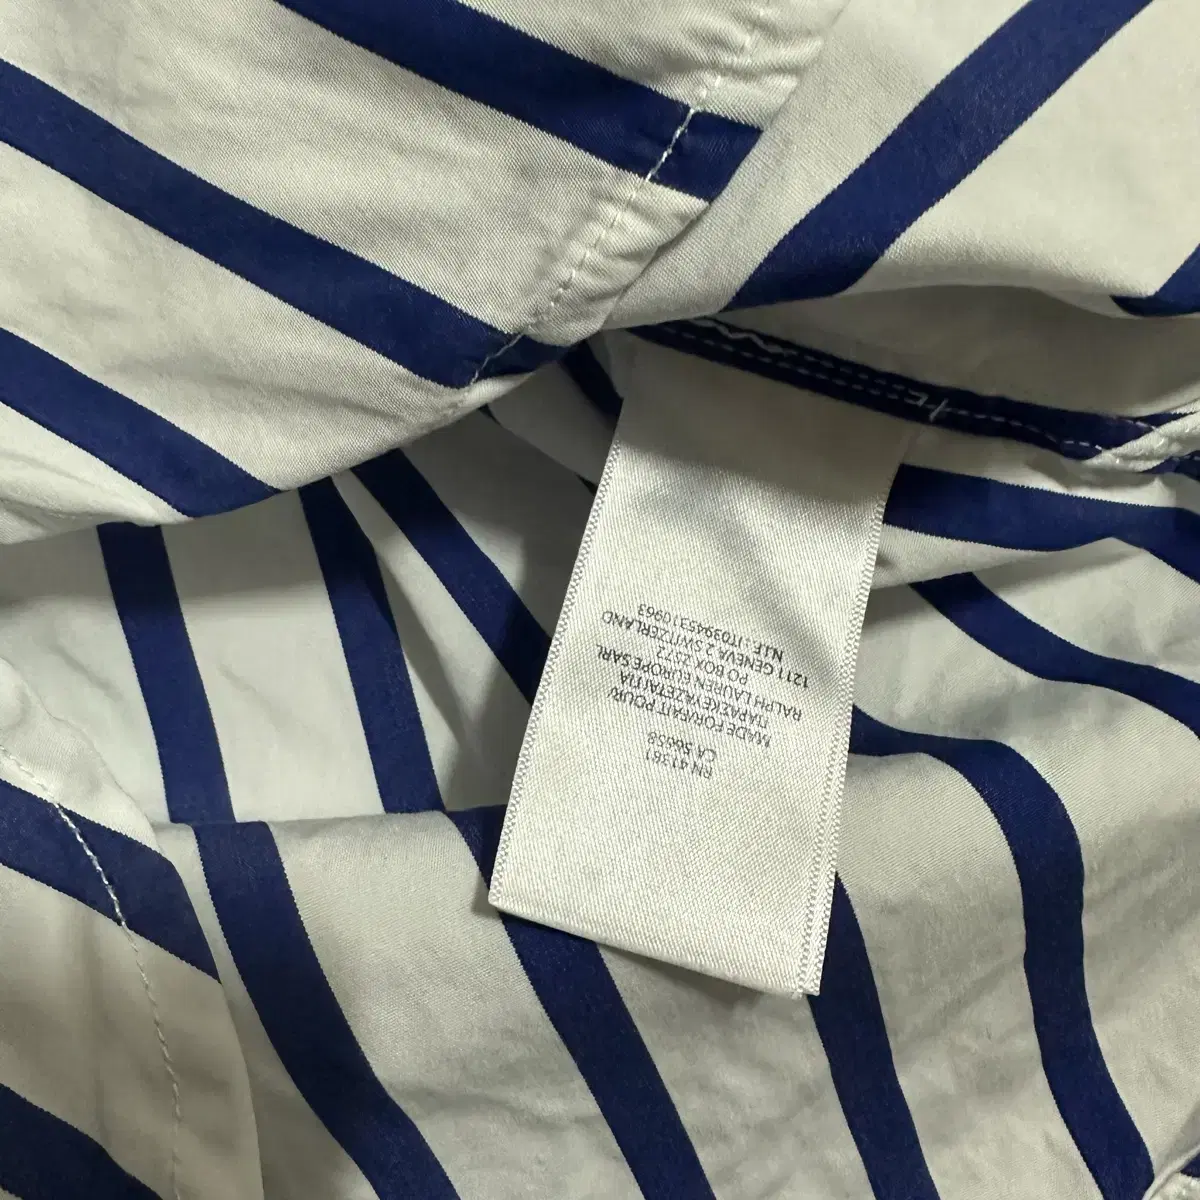 RN 41381
CA 56658
MADE FOR/FAIT POUR/
ΠΑΡΑΣΚΕΥΑΖΕΤΑΙ ΓΙΑ
RALPH LAUREN EUROPE SARL
PO BOX 2572
1211 GENEVA 2 SWITZERLAND
N.I.F : IT03945310963